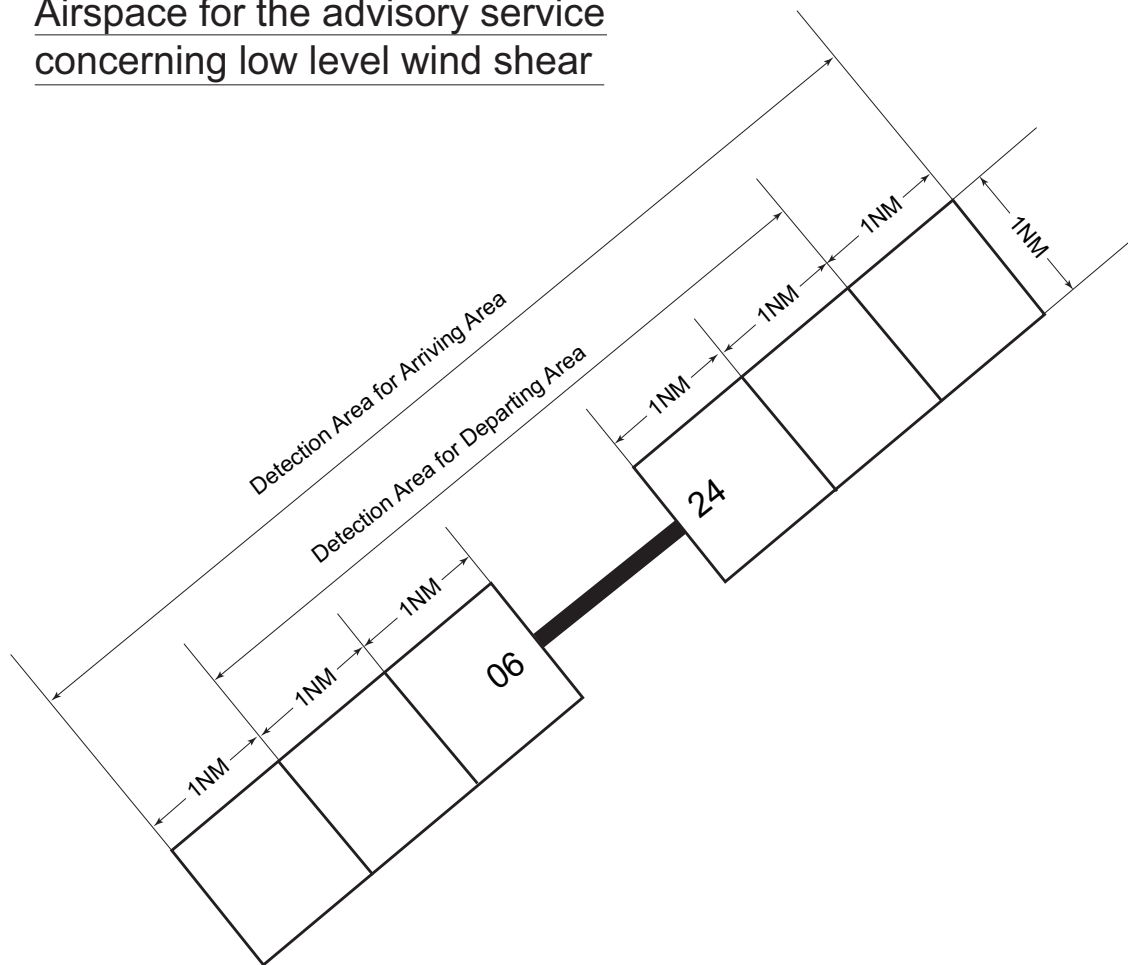 Airspace for the advisory service
concerning low level wind shear
1NM
1NM
1NM
Detection Area for Arriving Area
1NM
Detection Area for Departing Area
1NM
24
1NM
1NM
06
1NM